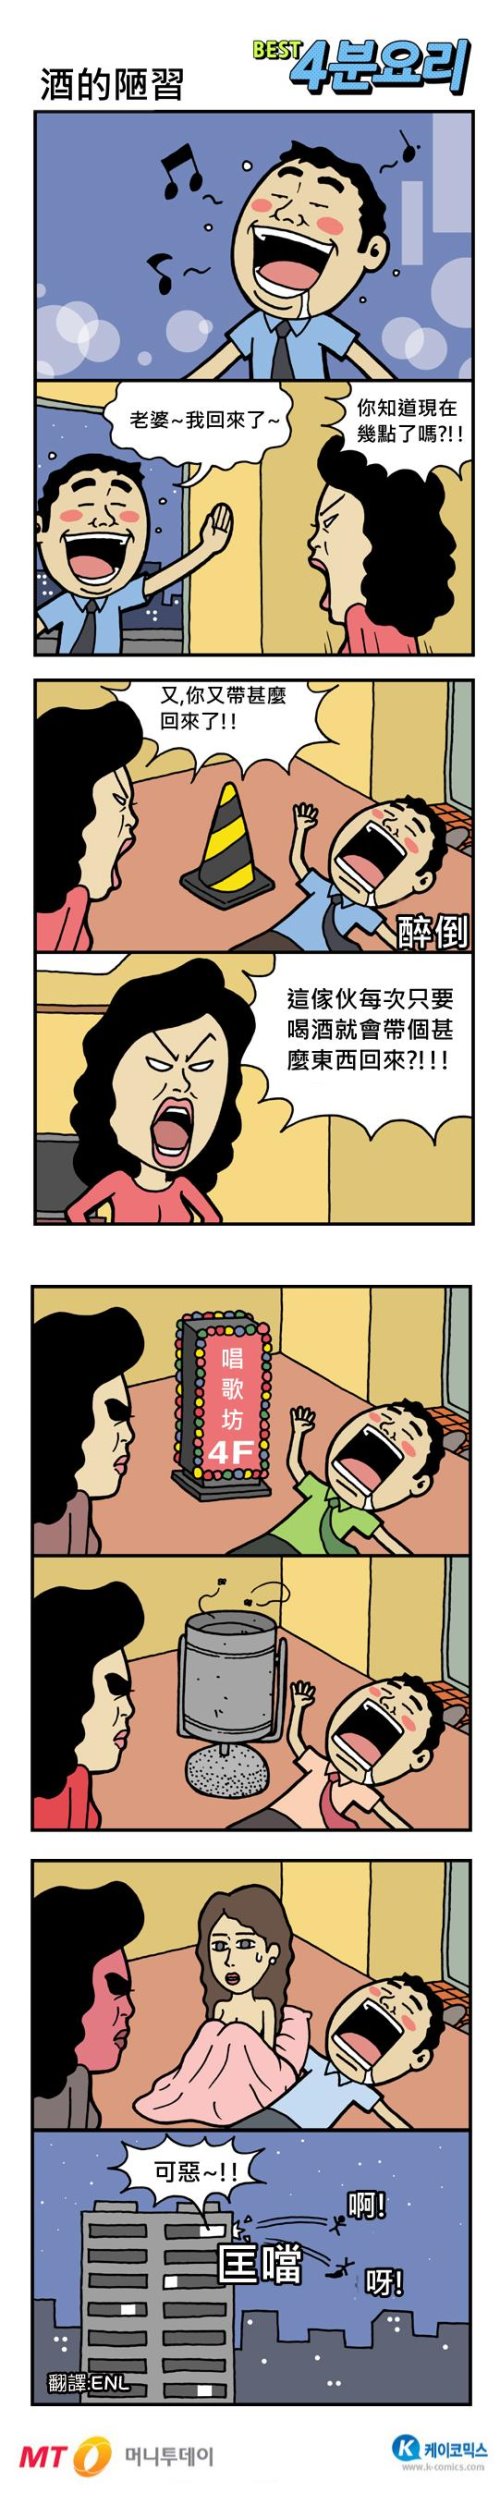 BEST 4분요리
酒的陋習
老婆~我回來了~
你知道現在
幾點了嗎?!!
又,你又帶甚麼
回來了!!
醉倒
這傢伙每次只要
喝酒就會帶個甚
麼東西回來?!!!
唱
歌
坊
4F
可惡~!!
啊!
匡噹
呀!
翻譯:ENL
MT 머니투데이
K 케이코믹스
www.k-comics.com